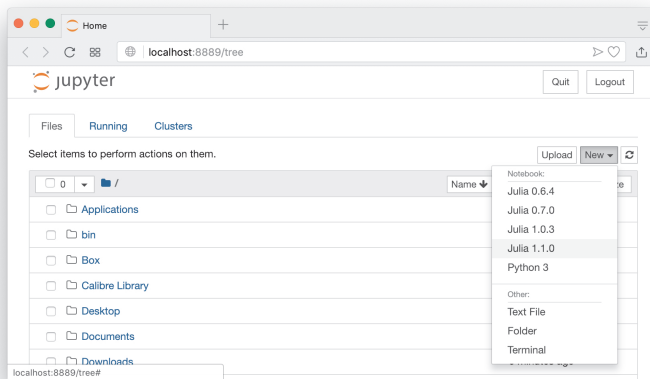 Home
localhost:8889/tree
jupyter
Quit Logout
Files Running Clusters
Select items to perform actions on them.
Upload New
0 /
Name
Notebook:
Julia 0.6.4
Julia 0.7.0
Julia 1.0.3
Julia 1.1.0
Python 3
Other:
Text File
Folder
Terminal
Applications
bin
Box
Calibre Library
Desktop
Documents
Downloads
minutes ago
localhost:8889/tree#